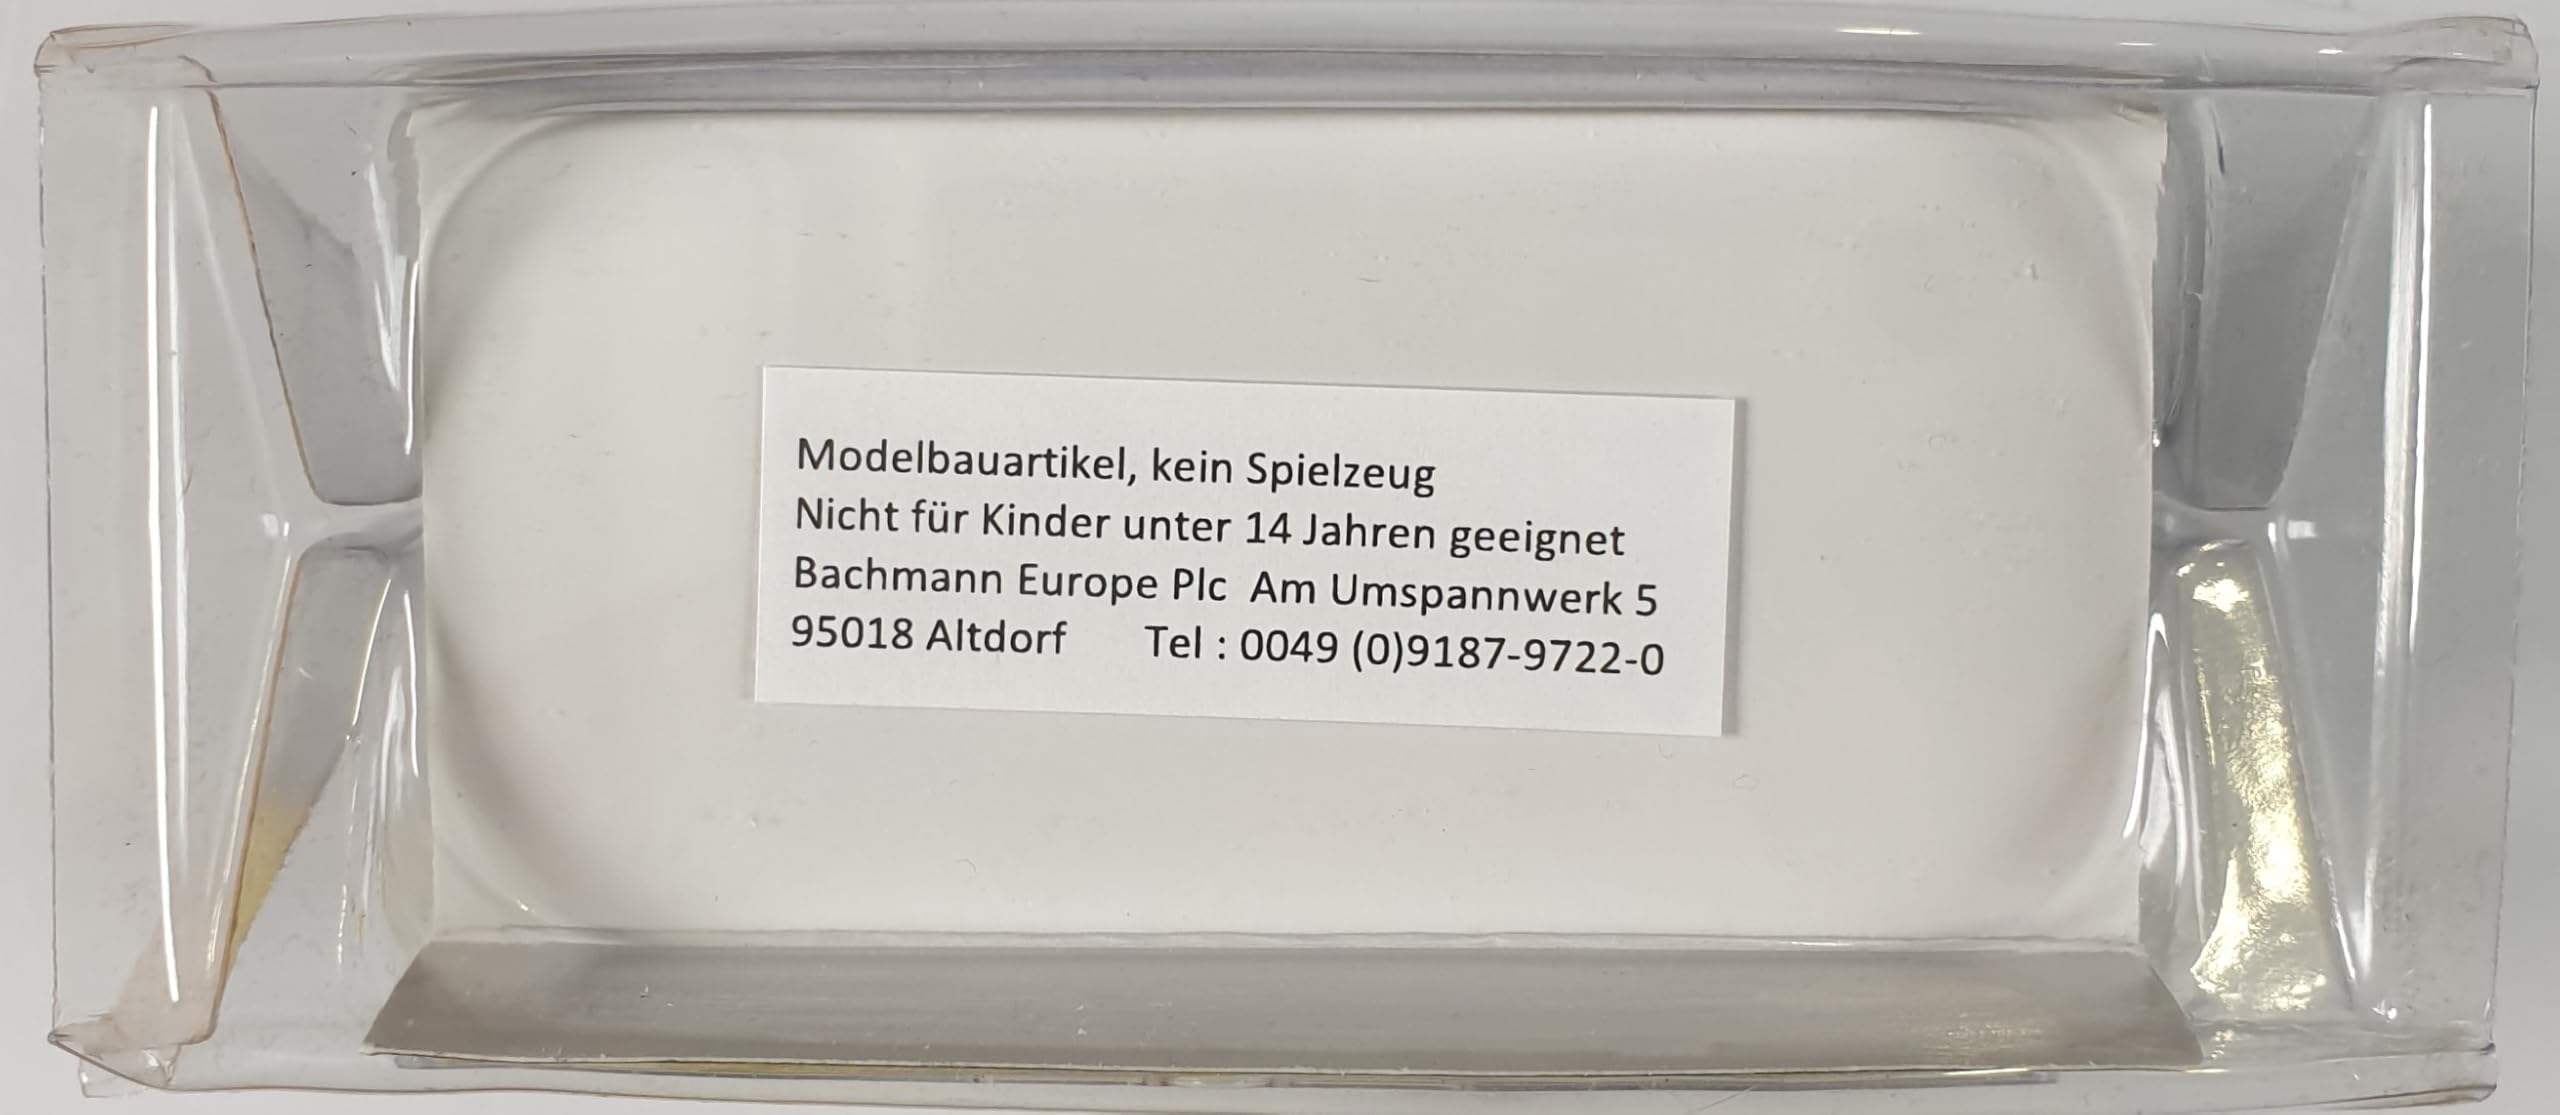 Modelbauartikel, kein Spielzeug
Nicht für Kinder unter 14 Jahren geeignet
Bachmann Europe Plc  Am Umspannwerk 5
95018 Altdorf       Tel : 0049 (0)9187-9722-0